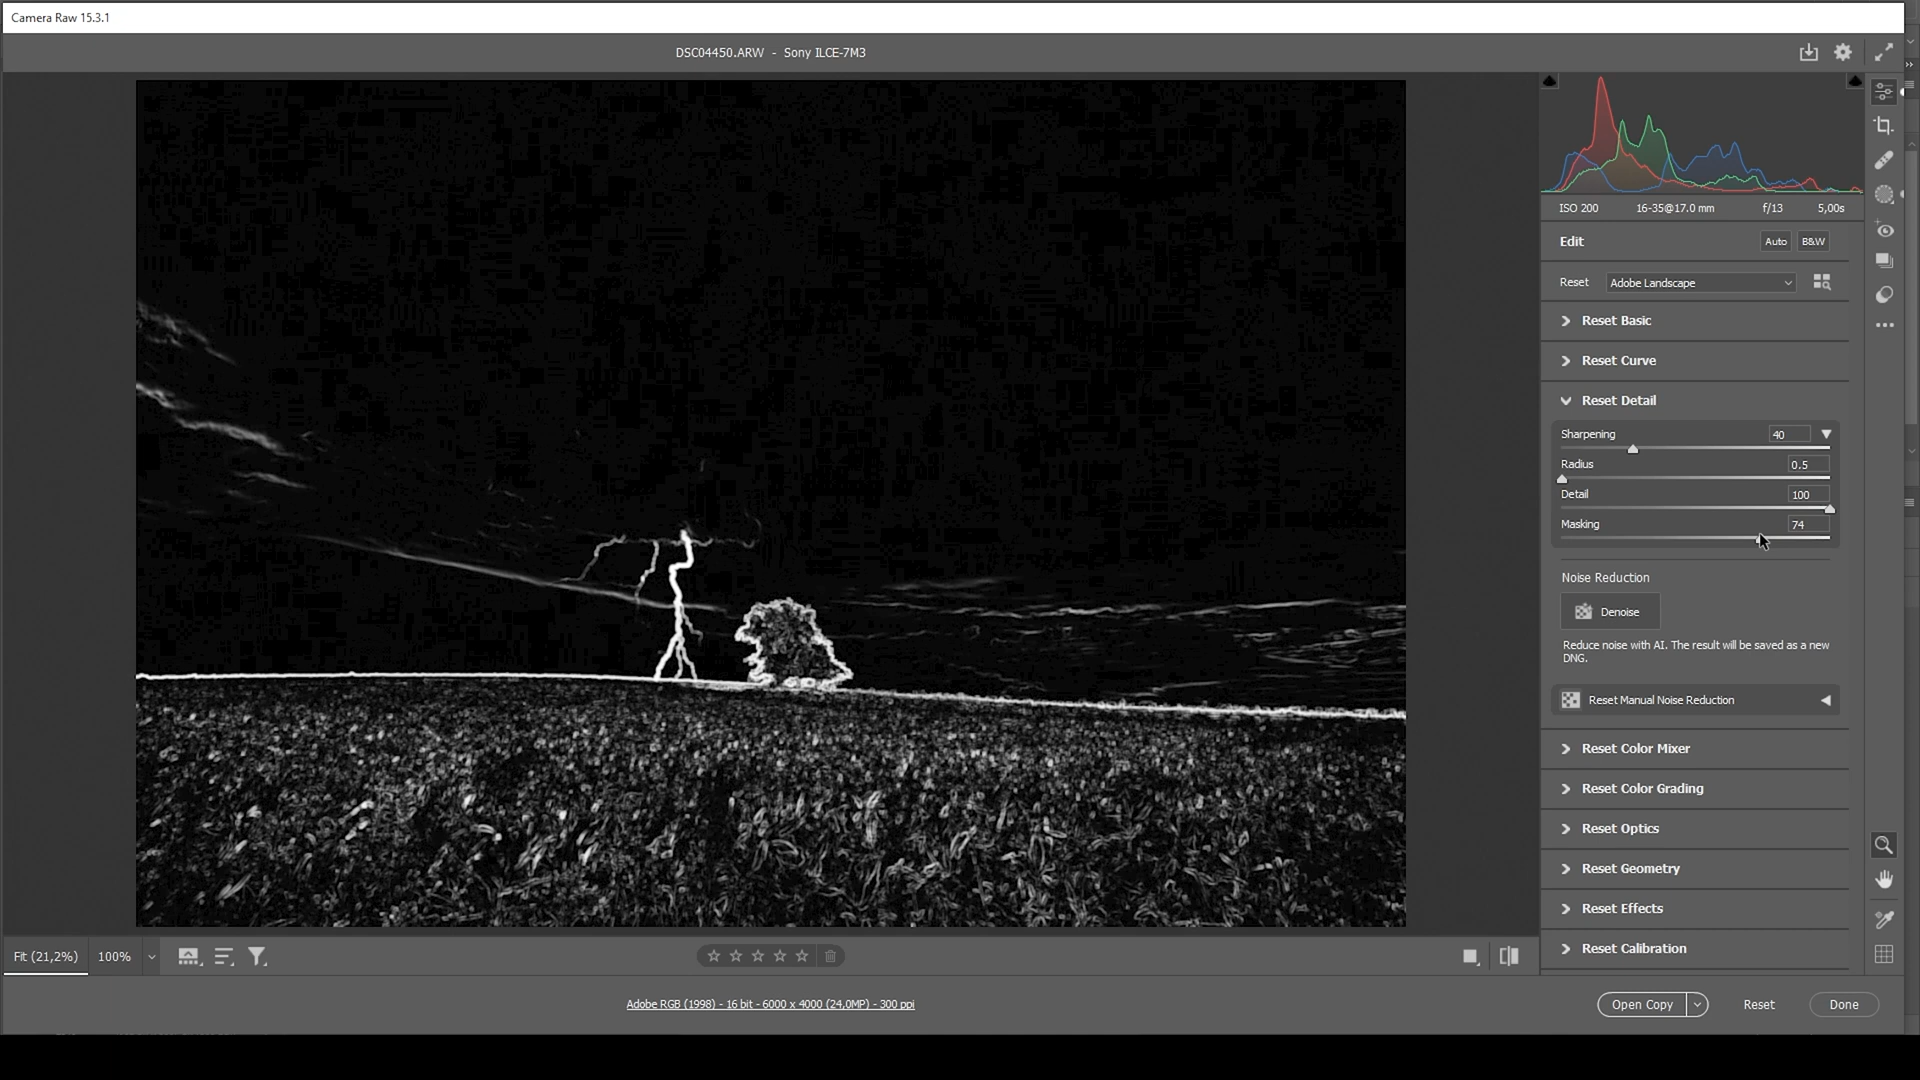 Camera Raw 15.3.1
DSC04450.ARW - Sony ILCE-7M3
ISO 200 16-35@17.0 mm f/13 5,00s
Edit Auto B&W
Reset Adobe Landscape
Reset Basic
Reset Curve
Reset Detail
Sharpening 40
Radius 0.5
Detail 100
Masking 74
Noise Reduction
Denoise
Reduce noise with AI. The result will be saved as a new
DNG.
Reset Manual Noise Reduction
Reset Color Mixer
Reset Color Grading
Reset Optics
Reset Geometry
Reset Effects
Reset Calibration
Fit (21,2%) 100%
Adobe RGB (1998) - 16 bit - 6000 x 4000 (24,0MP) - 300 ppi
Open Copy Reset Done